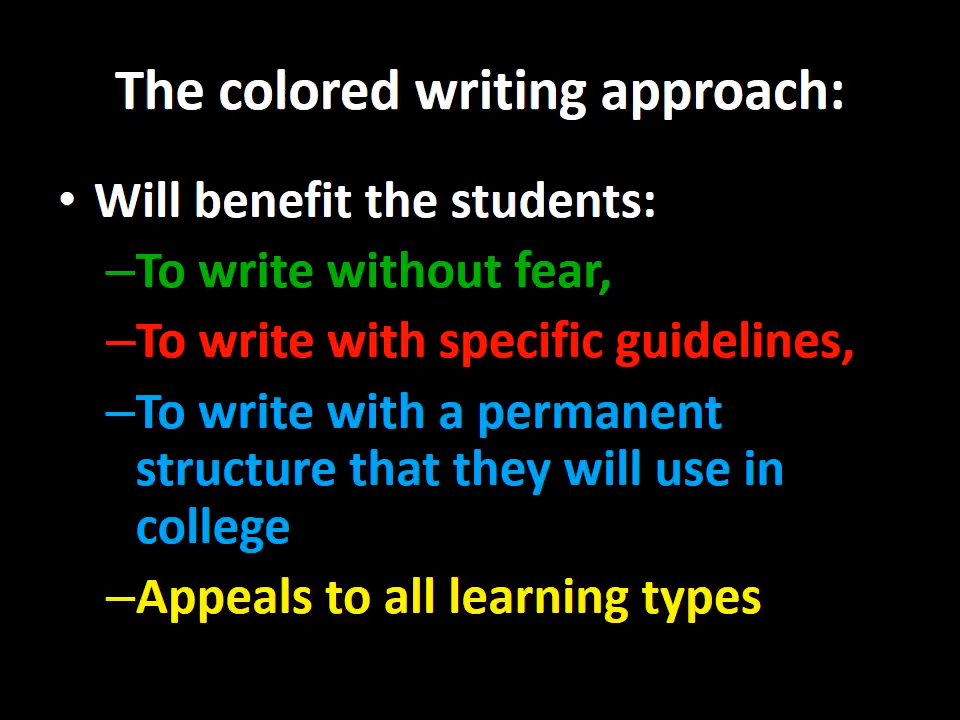 The colored writing approach:
• Will benefit the students:
–To write without fear,
–To write with specific guidelines,
–To write with a permanent
structure that they will use in
college
–Appeals to all learning types